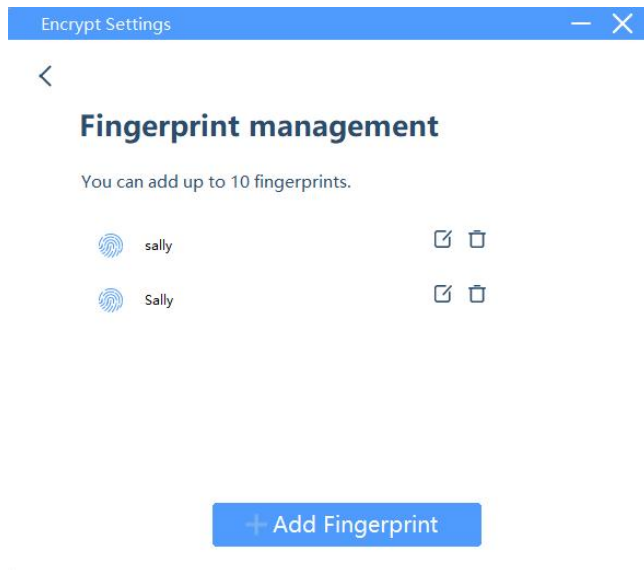 Encrypt Settings
Fingerprint management
You can add up to 10 fingerprints.
sally
Sally
Add Fingerprint